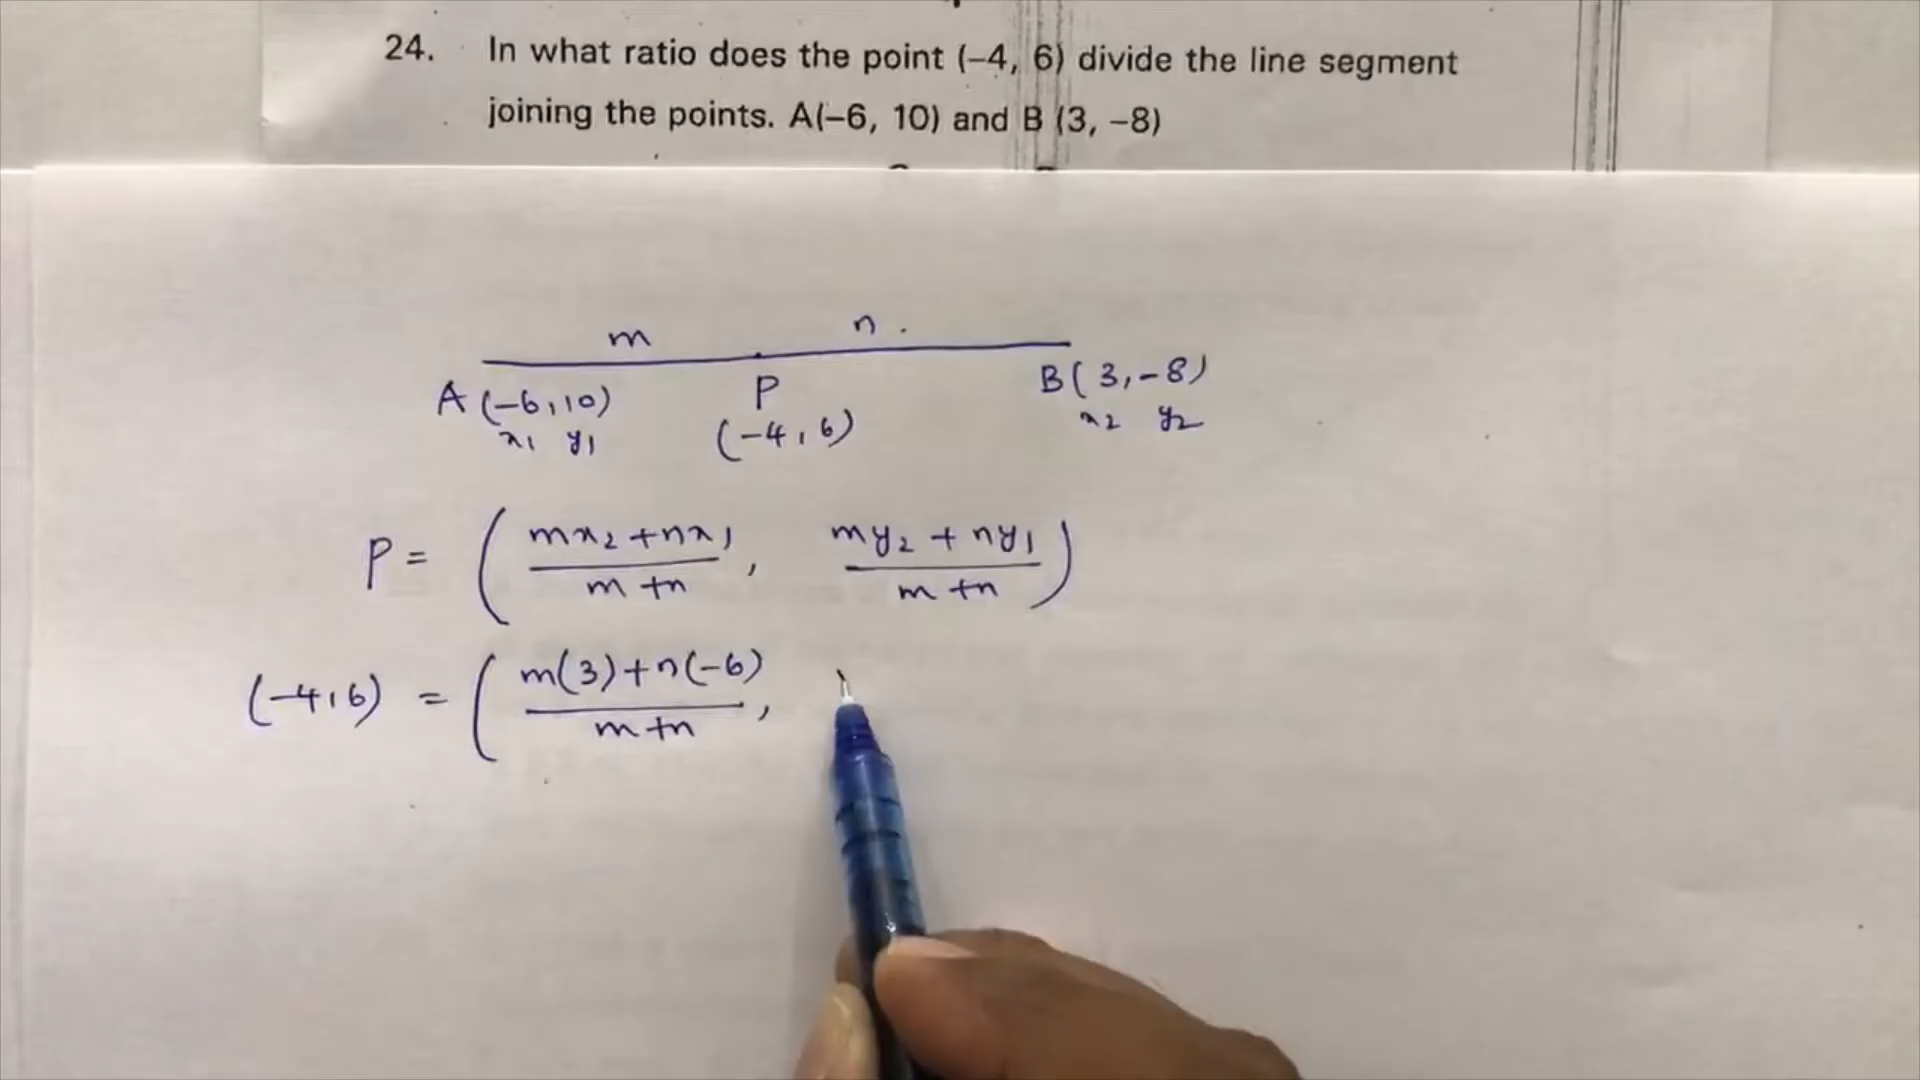 24. In what ratio does the point (–4, 6) divide the line segment
joining the points. A(–6, 10) and B (3, –8)
m n .
A (-6,10) P B(3,-8)
x1 y1 (-4,6) x2 y2
P = ( mx2+nx1 / m+n , my2+ny1 / m+n )
(-4,6) = ( m(3)+n(-6) / m+n ,